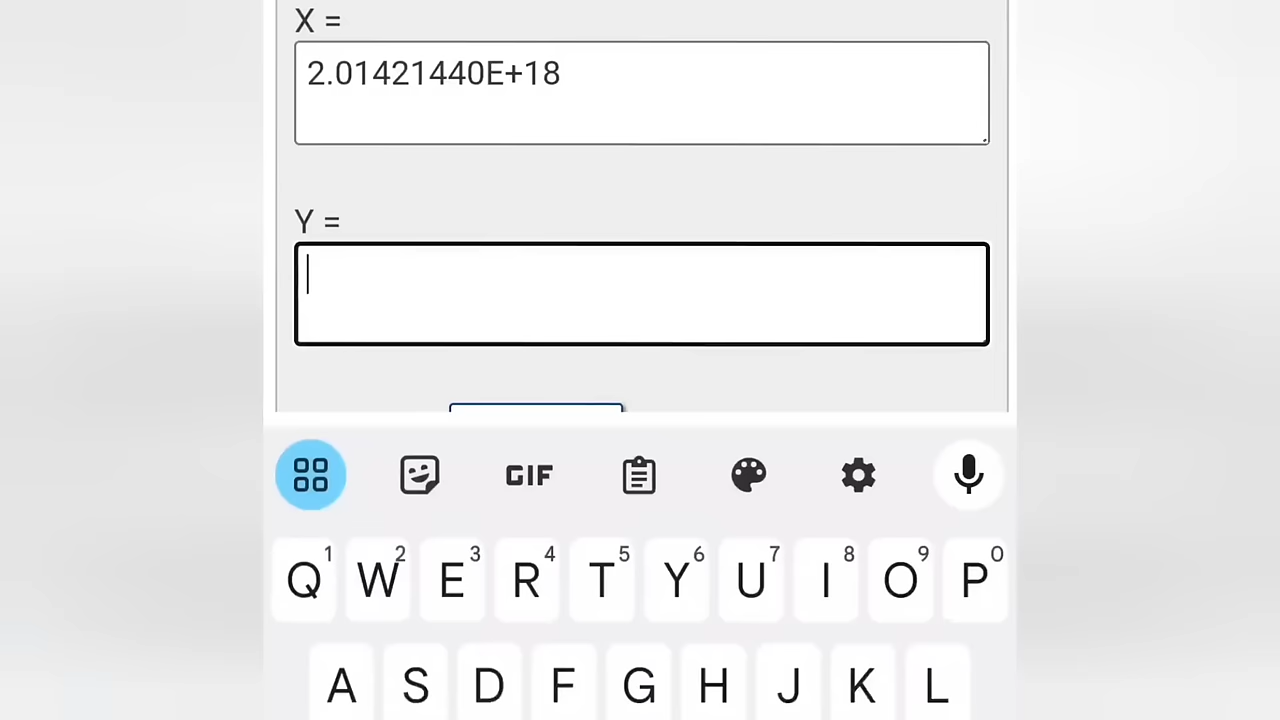 X =
2.01421440E+18
Y =
GIF
Q1 W2 E3 R4 T5 Y6 U7 I8 O9 P0
A S D F G H J K L